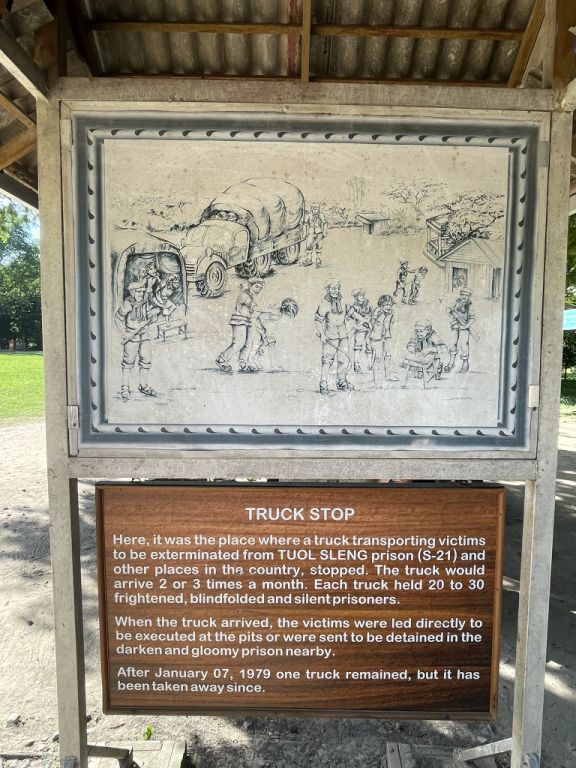 TRUCK STOP
Here, it was the place where a truck transporting victims
to be exterminated from TUOL SLENG prison (S-21) and
other places in the country, stopped. The truck would
arrive 2 or 3 times a month. Each truck held 20 to 30
frightened, blindfolded and silent prisoners.
When the truck arrived, the victims were led directly to
be executed at the pits or were sent to be detained in the
darken and gloomy prison nearby.
After January 07, 1979 one truck remained, but it has
been taken away since.